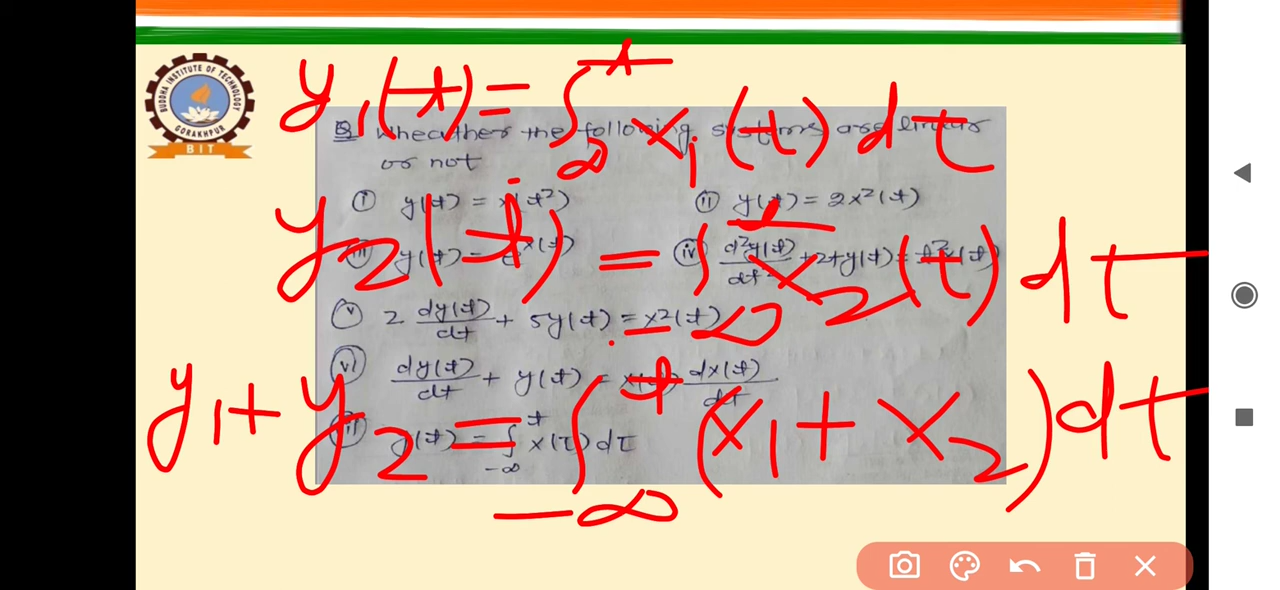 BUDDHA INSTITUTE OF TECHNOLOGY
GORAKHPUR
BIT
y₁(t) = ∫∞^t x₁(t) dτ
Q. Wheather the following systems are linear
or not
(i) y(t) = x(t²)
(ii) y(t) = 2x²(t)
y₂(t) = ∫-∞^t x₂(t) dτ
(iii) y(t) = e^x(t)
(iv) d²y(t)/dt² + 2ty(t) =
(v) 2 dy(t)/dt + 5y(t) = x²(t)
(vi) dy(t)/dt + y(t) = dx(t)/dt
y₁ + y₂ = ∫-∞^t (x₁ + x₂) dτ
y(t) = ∫-∞^t x(τ) dτ